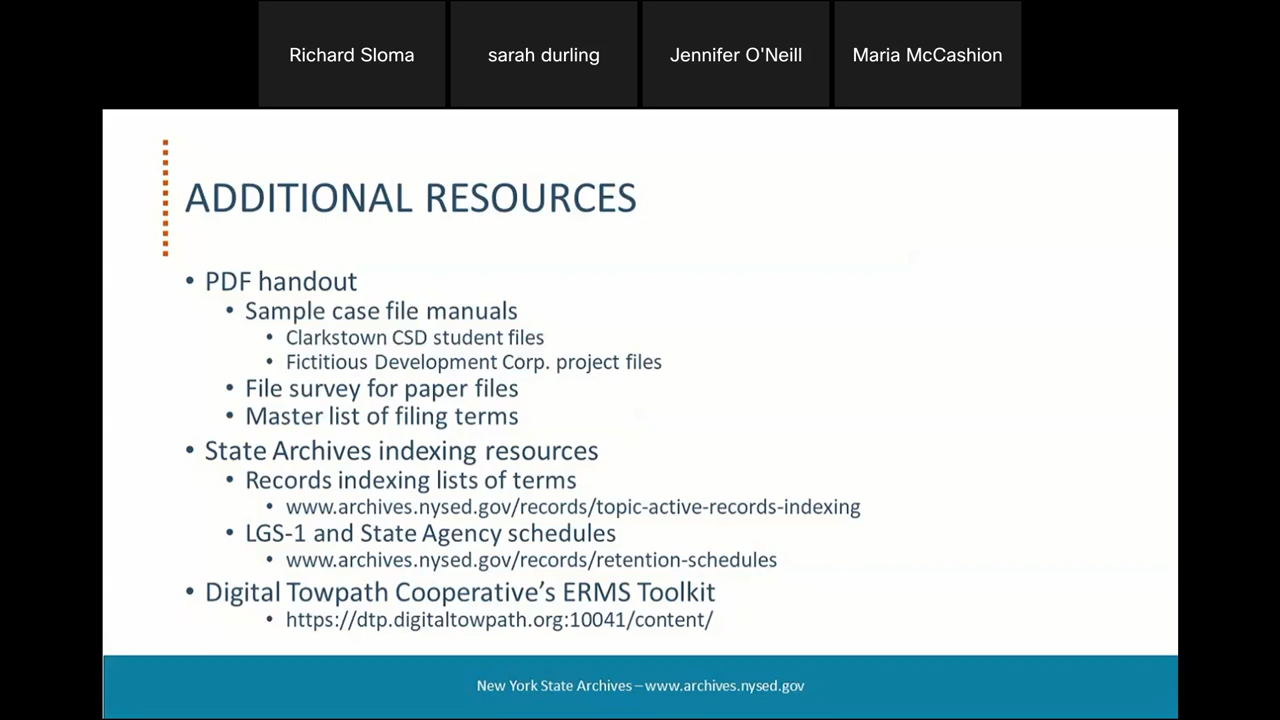 Richard Sloma
sarah durling
Jennifer O'Neill
Maria McCashion
ADDITIONAL RESOURCES
• PDF handout
• Sample case file manuals
• Clarkstown CSD student files
• Fictitious Development Corp. project files
• File survey for paper files
• Master list of filing terms
• State Archives indexing resources
• Records indexing lists of terms
• www.archives.nysed.gov/records/topic-active-records-indexing
• LGS-1 and State Agency schedules
• www.archives.nysed.gov/records/retention-schedules
• Digital Towpath Cooperative’s ERMS Toolkit
• https://dtp.digitaltowpath.org:10041/content/
New York State Archives – www.archives.nysed.gov